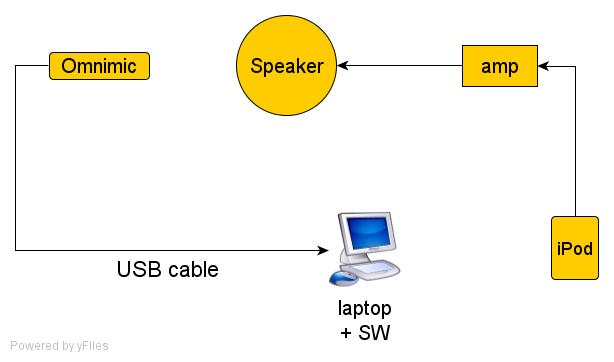 Omnimic
Speaker
amp
iPod
USB cable
laptop
+ SW
Powered by yFiles